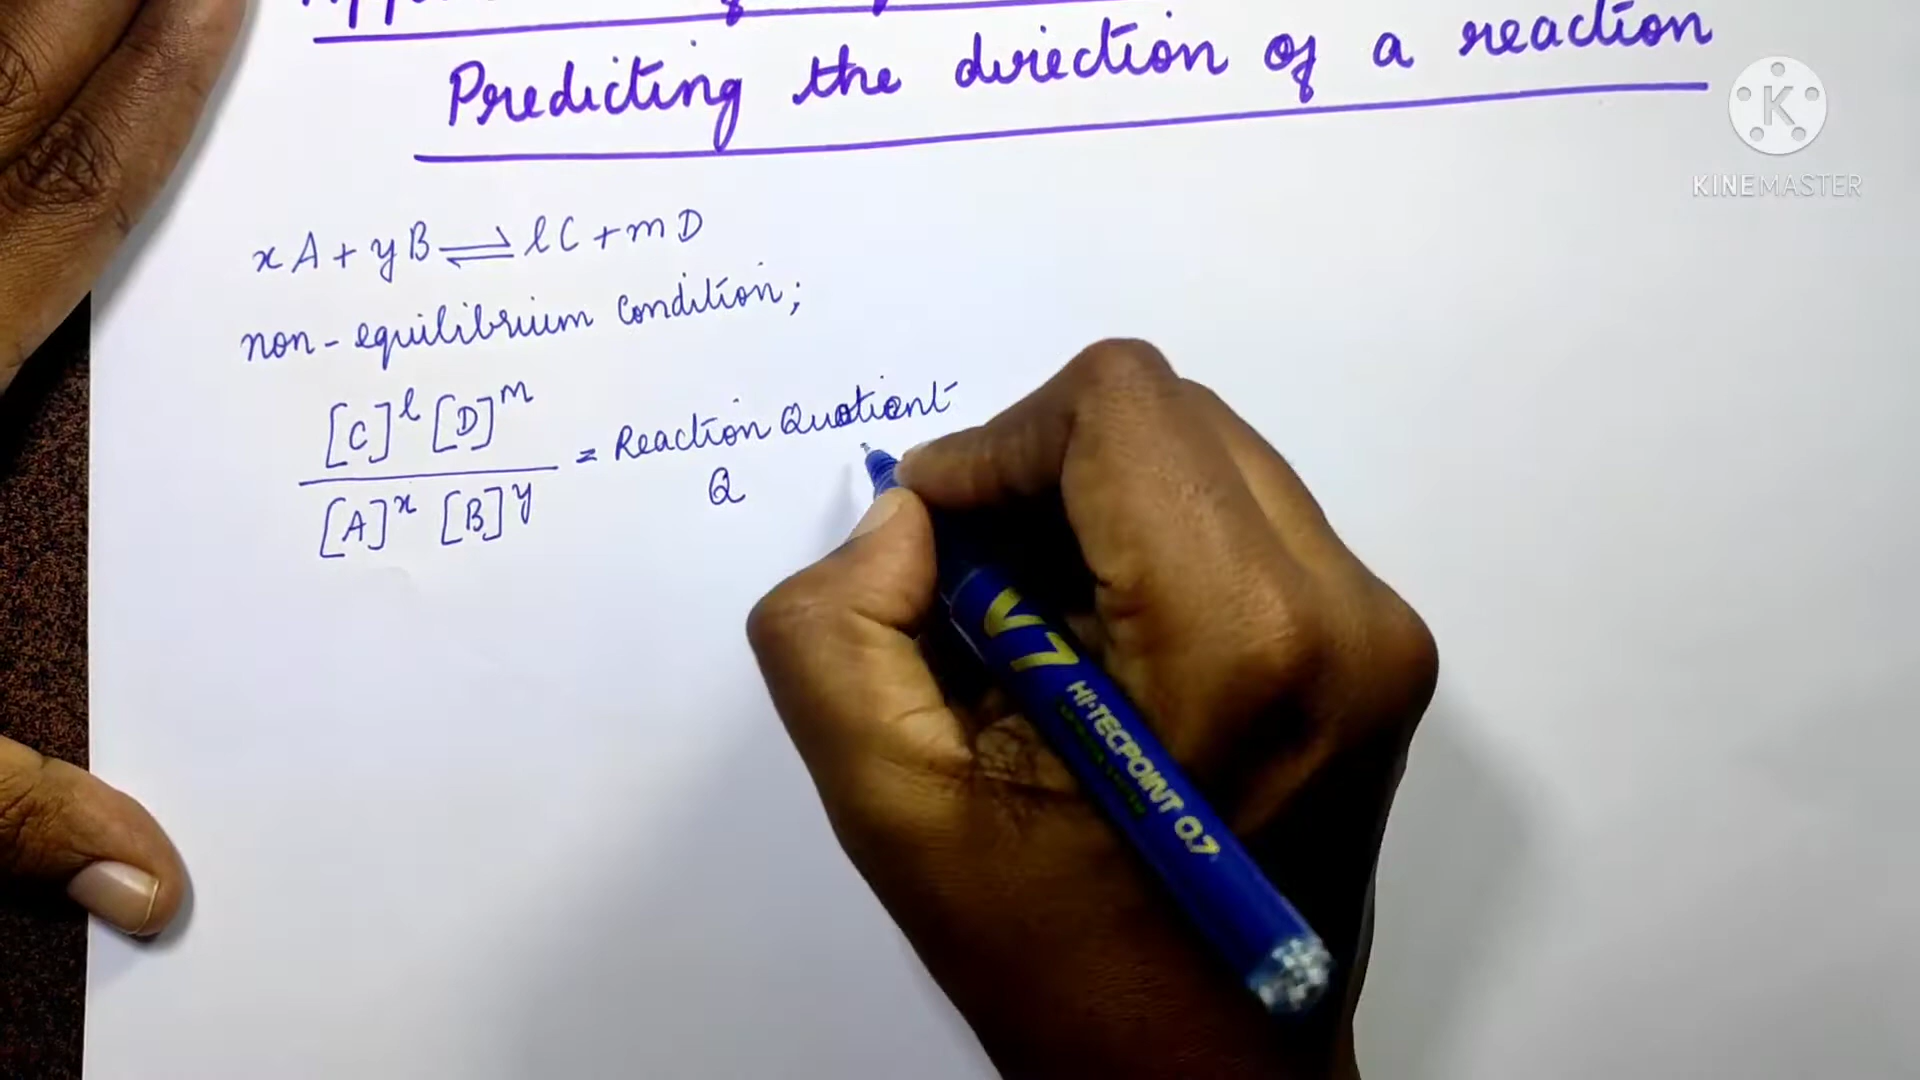 Predicting the direction of a reaction
K
KINEMASTER
xA + yB ⇌ lC + mD
non-equilibrium condition;
[C]^l [D]^m
= Reaction Quotient
[A]^x [B]^y
Q
V7
HI-TECPOINT 0.7